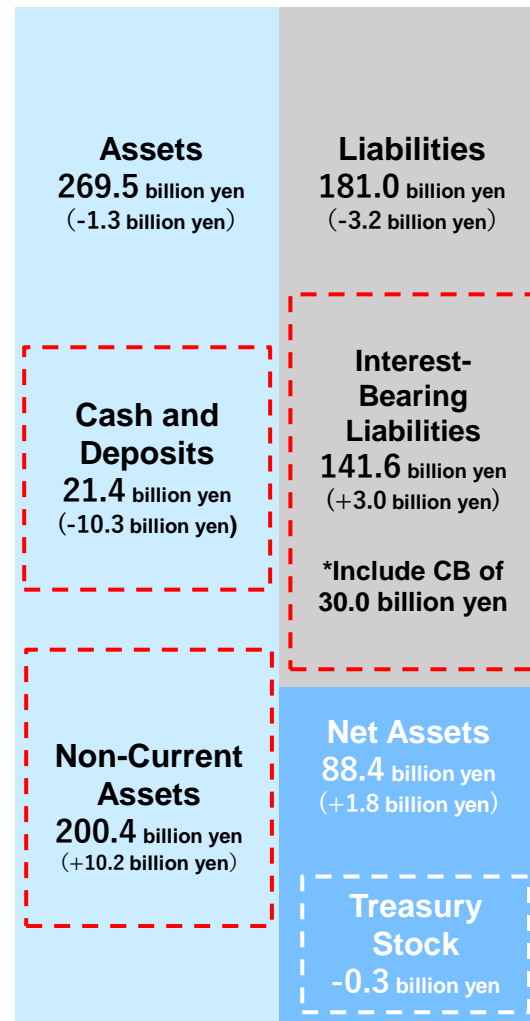 Assets
269.5 billion yen
(-1.3 billion yen)
Cash and
Deposits
21.4 billion yen
(-10.3 billion yen)
Non-Current
Assets
200.4 billion yen
(+10.2 billion yen)
Liabilities
181.0 billion yen
(-3.2 billion yen)
Interest-
Bearing
Liabilities
141.6 billion yen
(+3.0 billion yen)
*Include CB of
30.0 billion yen
Net Assets
88.4 billion yen
(+1.8 billion yen)
Treasury
Stock
-0.3 billion yen